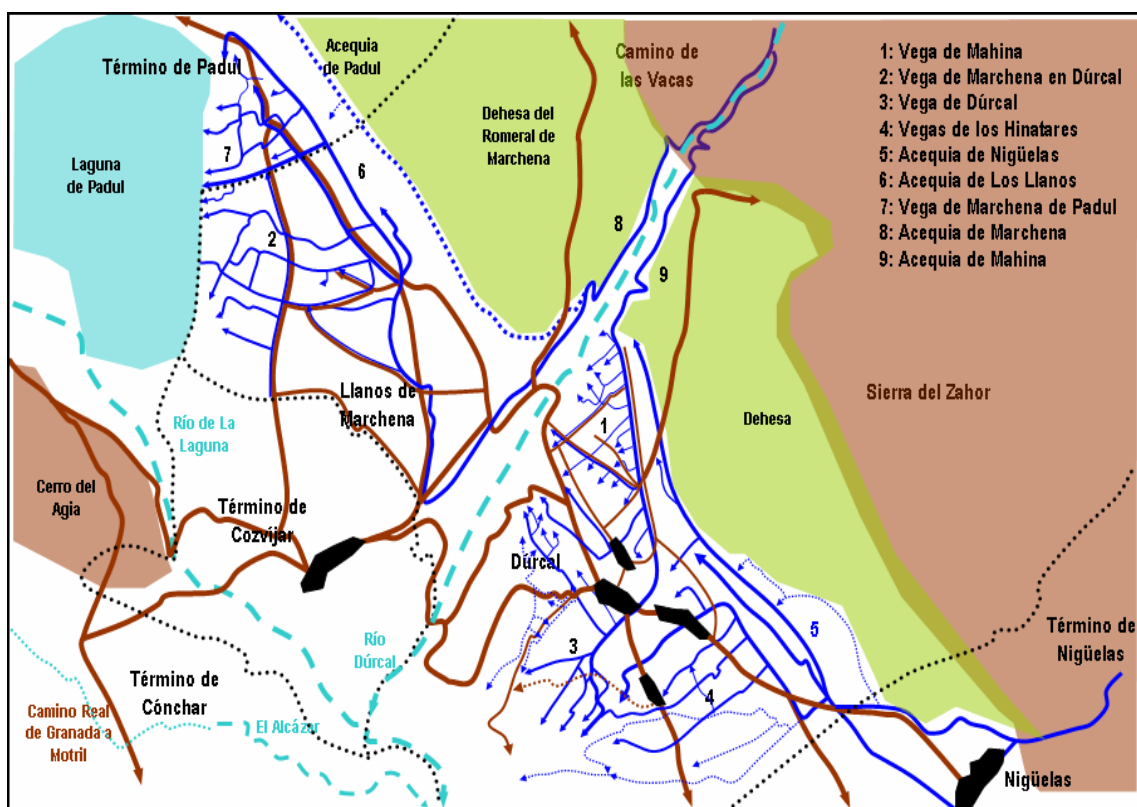 Término de Padul
Acequia
de Padul
Camino de
las Vacas
1: Vega de Mahina
2: Vega de Marchena en Dúrcal
3: Vega de Dúrcal
4: Vegas de los Hinatares
5: Acequia de Nigüelas
6: Acequia de Los Llanos
7: Vega de Marchena de Padul
8: Acequia de Marchena
9: Acequia de Mahina
Dehesa del
Romeral de
Marchena
Laguna
de Padul
7
6
8
2
9
Llanos de
Marchena
Sierra del Zahor
Dehesa
1
Río de La
Laguna
Cerro del
Agia
Término de
Cozvíjar
Dúrcal
Término de
Nigüelas
5
Río
Dúrcal
3
4
Término de
Cónchar
Camino Real
de Granada a
Motril
El Alcázar
Nigüelas